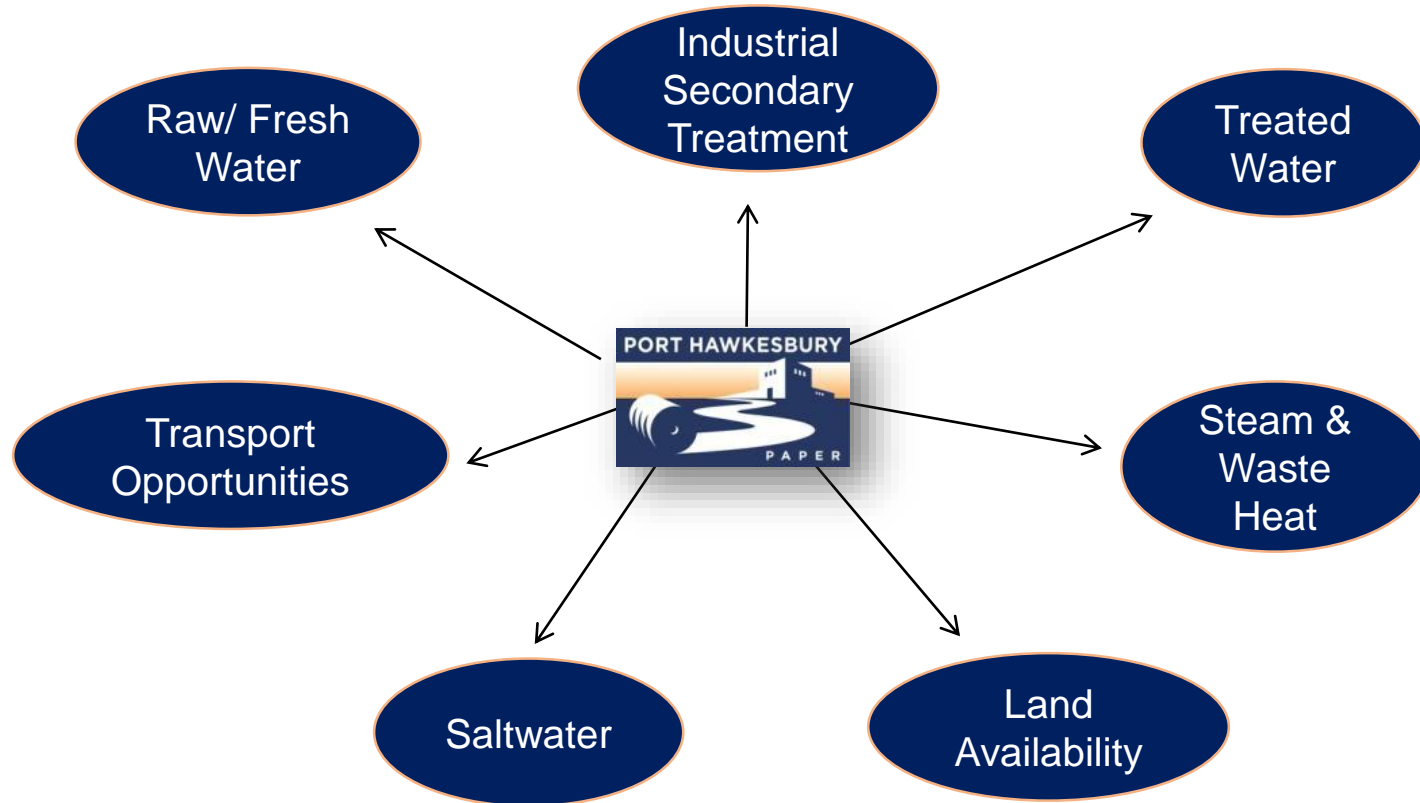 Industrial
Secondary
Treatment
Raw/ Fresh
Water
Treated
Water
PORT HAWKESBURY
PAPER
Transport
Opportunities
Steam &
Waste
Heat
Saltwater
Land
Availability